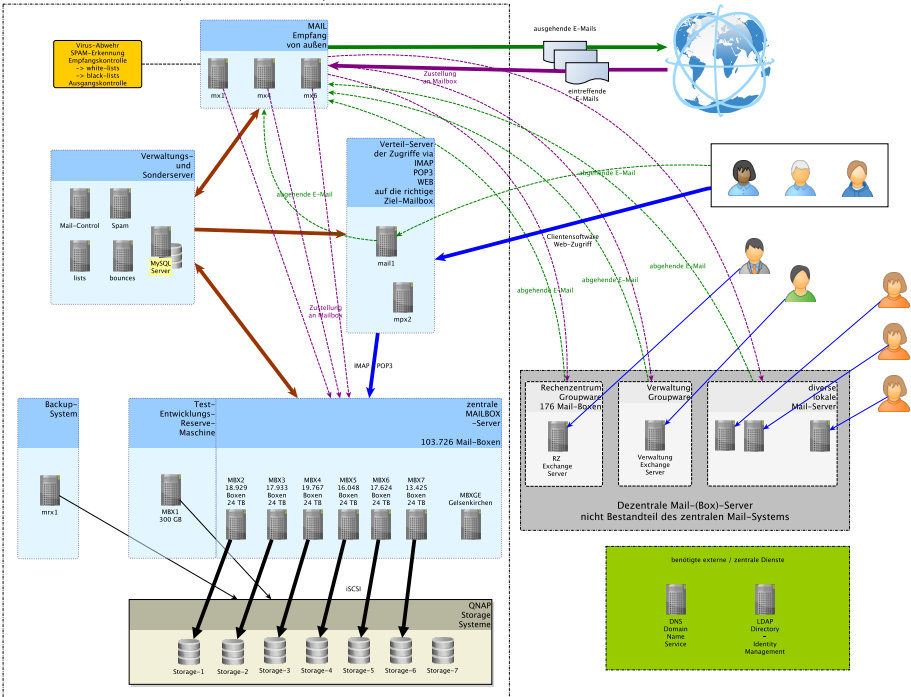 MAIL
Empfang
von außen
Virus-Abwehr
SPAM-Erkennung
Empfangskontrolle
-> white-lists
-> black-lists
Ausgangskontrolle
mx1
mx4
mx5
ausgehende E-Mails
Zustellung
an Mailbox
eintreffende
E-Mails
Verwaltungs-
und
Sonderserver
Mail-Control
Spam
lists
bounces
MySQL
Server
Verteil-Server
der Zugriffe via
IMAP
POP3
WEB
auf die richtige
Ziel-Mailbox
mail1
mpx2
abgehende E-Mail
abgehende E-Mail
Clientensoftware
Web-Zugriff
abgehende E-Mail
abgehende E-Mail
abgehende E-Mail
Zustellung
an Mailbox
IMAP
POP3
Rechenzentrum
Groupware
176 Mail-Boxen
RZ
Exchange
Server
Verwaltung
Groupware
Verwaltung
Exchange
Server
diverse
lokale
Mail-Server
Dezentrale Mail-(Box)-Server
nicht Bestandteil des zentralen Mail-Systems
Backup-
System
mrx1
Test-
Entwicklungs-
Reserve-
Maschine
MBX1
300 GB
zentrale
MAILBOX
-Server
103.726 Mail-Boxen
MBX2
18.929
Boxen
24 TB
MBX3
17.933
Boxen
24 TB
MBX4
19.767
Boxen
24 TB
MBX5
16.048
Boxen
24 TB
MBX6
17.624
Boxen
24 TB
MBX7
13.425
Boxen
24 TB
MBXGE
Gelsenkirchen
iSCSI
QNAP
Storage
Systeme
Storage-1
Storage-2
Storage-3
Storage-4
Storage-5
Storage-6
Storage-7
benötigte externe / zentrale Dienste
DNS
Domain
Name
Service
LDAP
Directory
-
Identity
Management